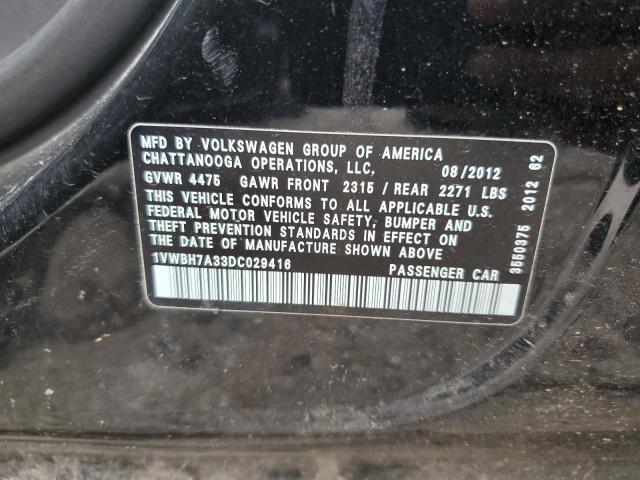 MFD BY VOLKSWAGEN GROUP OF AMERICA
CHATTANOOGA OPERATIONS, LLC, 08/2012
GVWR 4475 GAWR FRONT 2315 / REAR 2271 LBS
THIS VEHICLE CONFORMS TO ALL APPLICABLE U.S.
FEDERAL MOTOR VEHICLE SAFETY, BUMPER AND
THEFT PREVENTION STANDARDS IN EFFECT ON
THE DATE OF MANUFACTURE SHOWN ABOVE
1VWBH7A33DC029416 PASSENGER CAR
3550375 2012 62